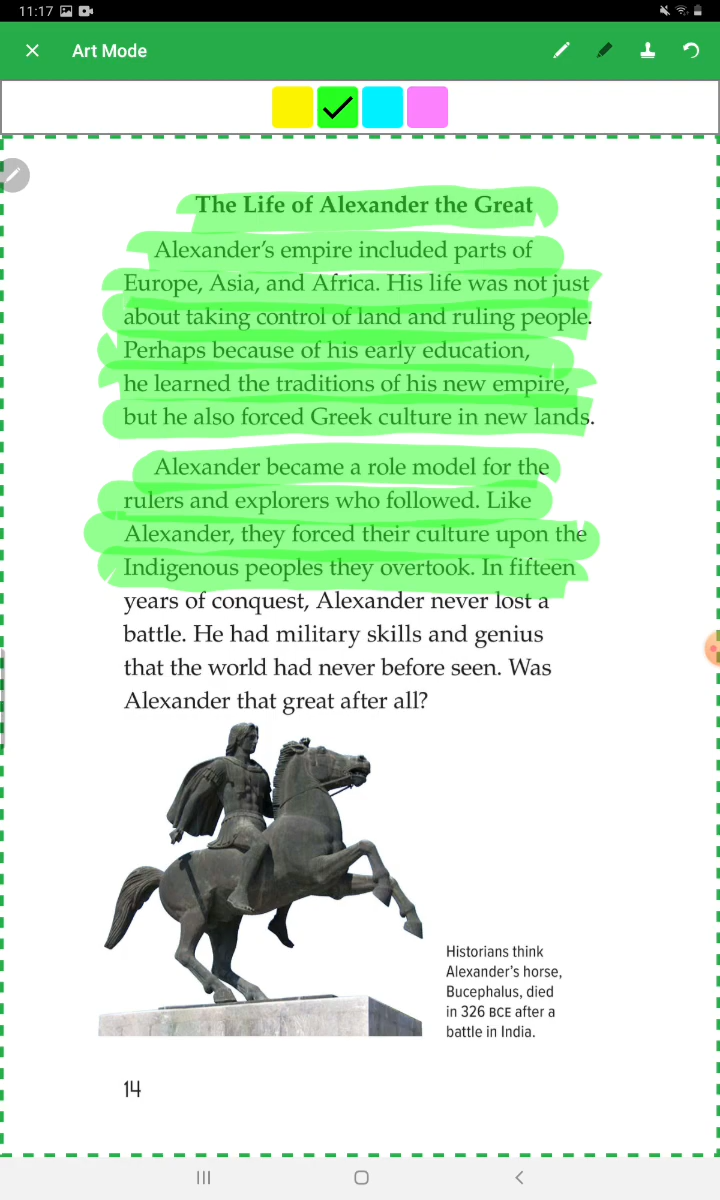 11:17
Art Mode
The Life of Alexander the Great
Alexander's empire included parts of
Europe, Asia, and Africa. His life was not just
about taking control of land and ruling people.
Perhaps because of his early education,
he learned the traditions of his new empire,
but he also forced Greek culture in new lands.
Alexander became a role model for the
rulers and explorers who followed. Like
Alexander, they forced their culture upon the
Indigenous peoples they overtook. In fifteen
years of conquest, Alexander never lost a
battle. He had military skills and genius
that the world had never before seen. Was
Alexander that great after all?
Historians think
Alexander's horse,
Bucephalus, died
in 326 BCE after a
battle in India.
14